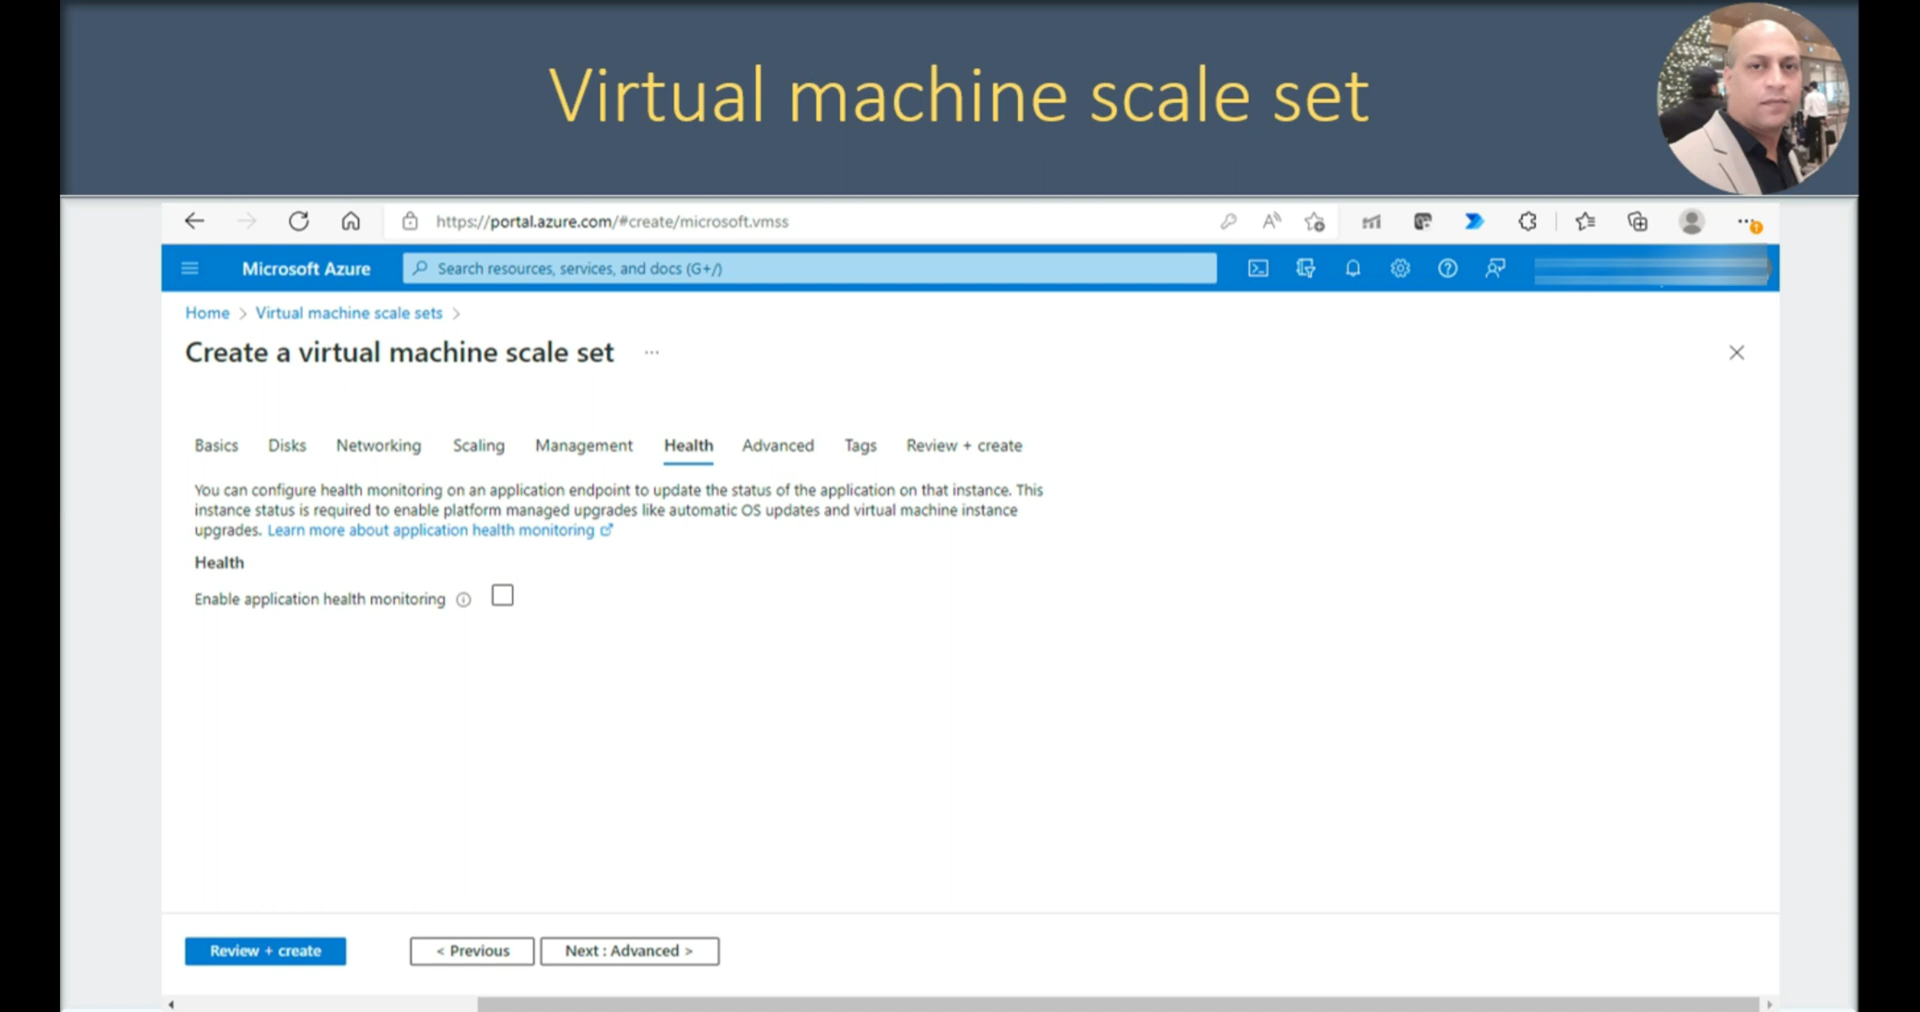 Virtual machine scale set
https://portal.azure.com/#create/microsoft.vmss
Microsoft Azure
Search resources, services, and docs (G+/)
Home > Virtual machine scale sets >
Create a virtual machine scale set ...
Basics Disks Networking Scaling Management Health Advanced Tags Review + create
You can configure health monitoring on an application endpoint to update the status of the application on that instance. This
instance status is required to enable platform managed upgrades like automatic OS updates and virtual machine instance
upgrades. Learn more about application health monitoring
Health
Enable application health monitoring
Review + create < Previous Next : Advanced >